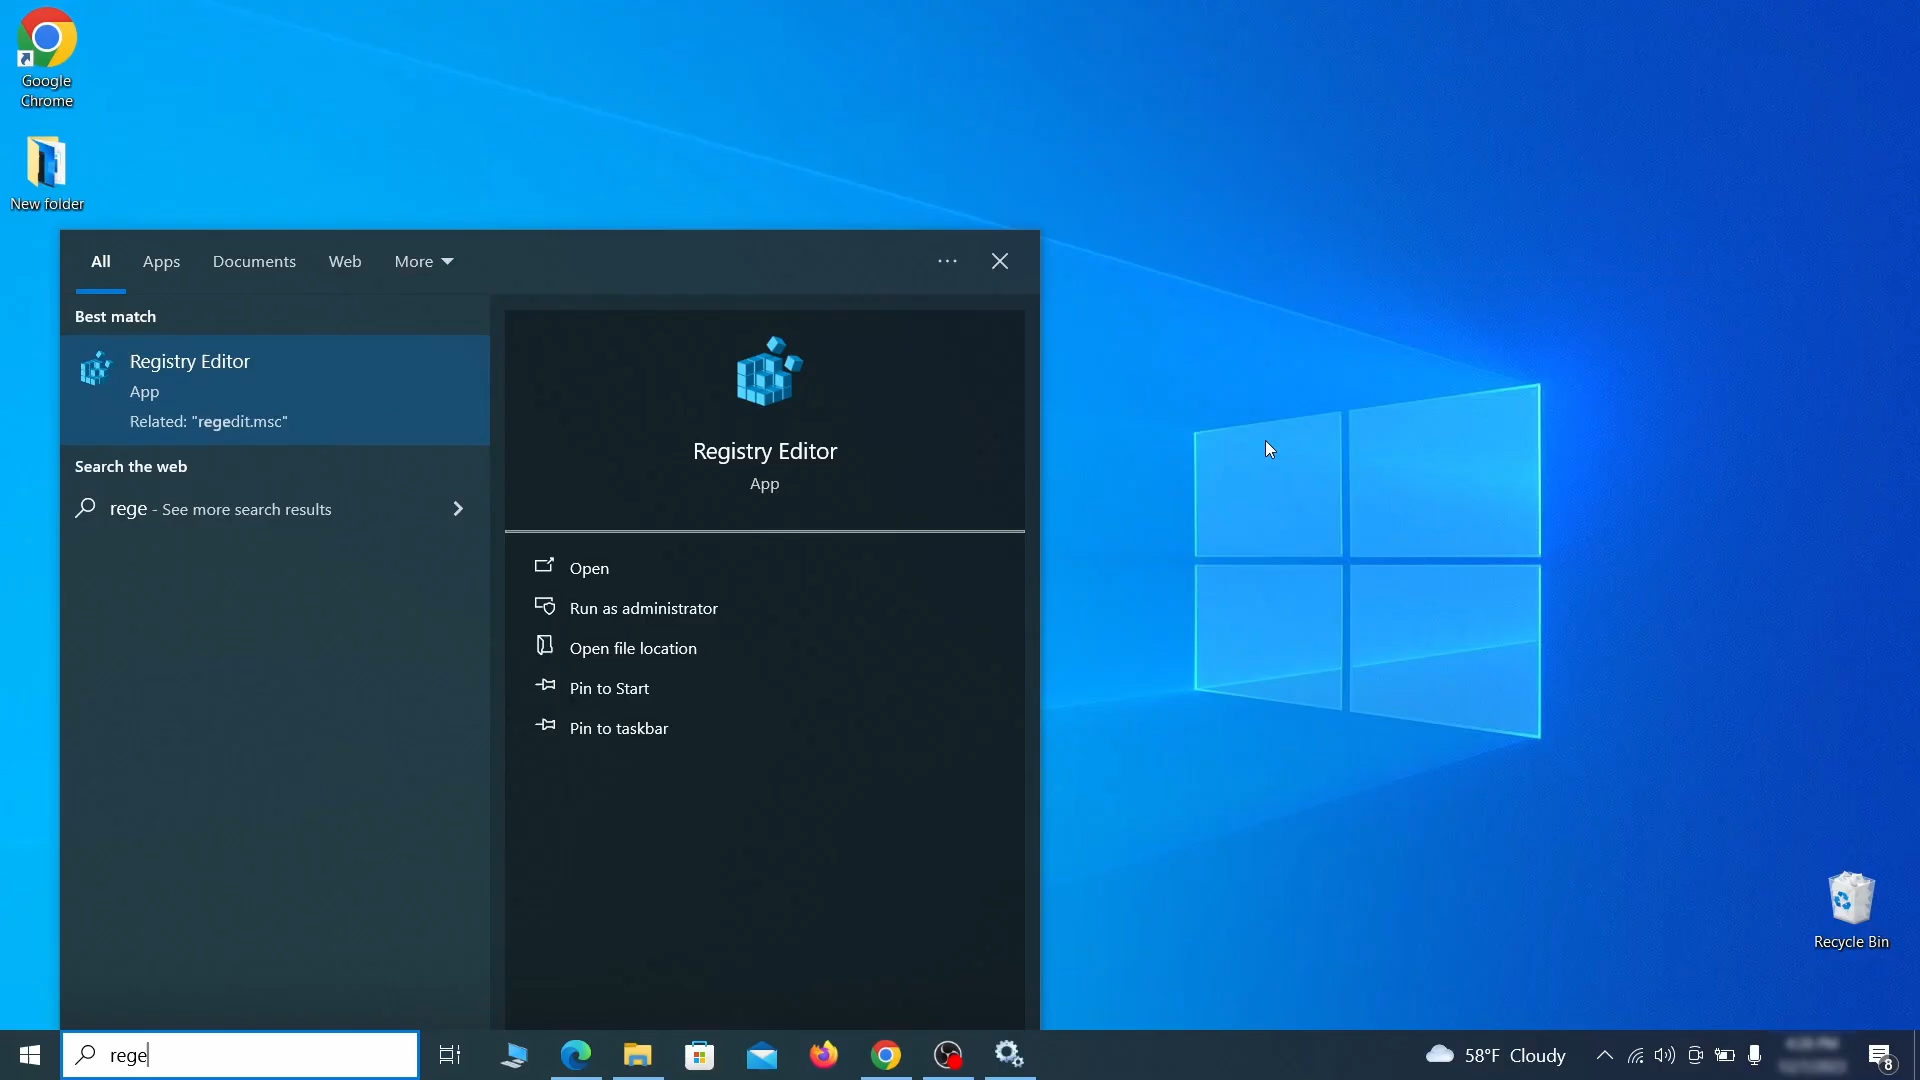 Google
Chrome
New folder
All Apps Documents Web More
Best match
Registry Editor
App
Related: "regedit.msc"
Search the web
rege - See more search results
Registry Editor
App
Open
Run as administrator
Open file location
Pin to Start
Pin to taskbar
Recycle Bin
rege
58°F Cloudy
8